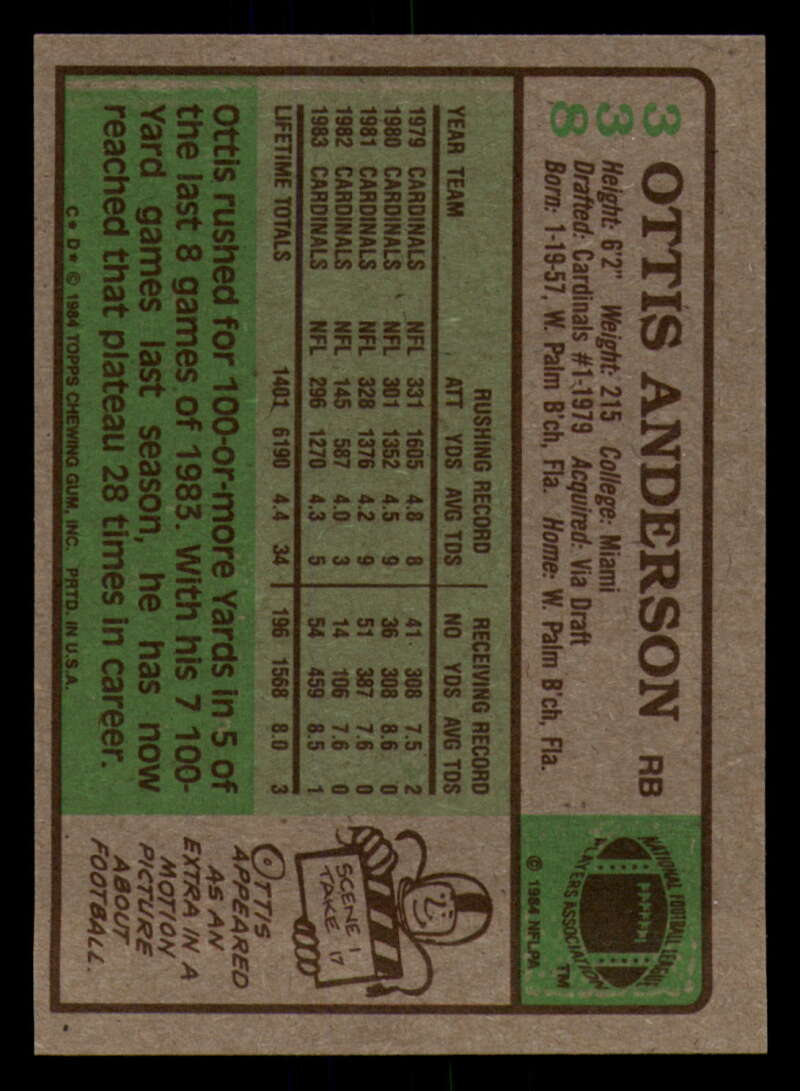 338
OTTIS ANDERSON RB
Height: 6'2" Weight: 215 College: Miami
Drafted: Cardinals #1-1979 Acquired: Via Draft
Born: 1-19-57, W. Palm B'ch, Fla. Home: W. Palm B'ch, Fla.
NATIONAL FOOTBALL LEAGUE
PLAYERS ASSOCIATION
TM
© 1984 NFLPA
RUSHING RECORD RECEIVING RECORD
YEAR TEAM ATT YDS AVG TDS NO YDS AVG TDS
1979 CARDINALS NFL 331 1605 4.8 8 41 308 7.5 2
1980 CARDINALS NFL 301 1352 4.5 9 36 308 8.6 0
1981 CARDINALS NFL 328 1376 4.2 9 51 387 7.6 0
1982 CARDINALS NFL 145 587 4.0 3 14 106 7.6 0
1983 CARDINALS NFL 296 1270 4.3 5 54 459 8.5 1
LIFETIME TOTALS 1401 6190 4.4 34 196 1568 8.0 3
Ottis rushed for 100-or-more Yards in 5 of
the last 8 games of 1983. With his 7 100-
Yard games last season, he has now
reached that plateau 28 times in career.
C* D* © 1984 TOPPS CHEWING GUM, INC. PRTD. IN U.S.A.
SCENE 1
TAKE 17
OTTIS
APPEARED
AS AN
EXTRA IN A
MOTION
PICTURE
ABOUT
FOOTBALL.